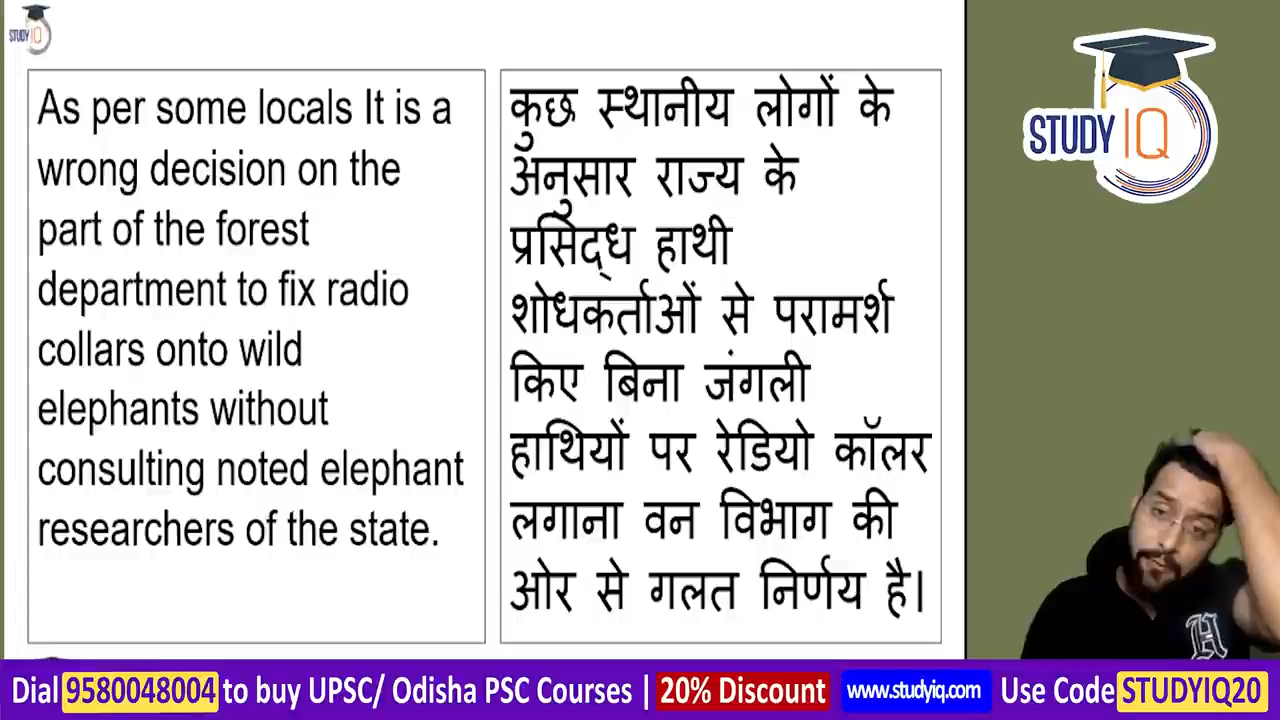 STUDY IQ
As per some locals It is a
wrong decision on the
part of the forest
department to fix radio
collars onto wild
elephants without
consulting noted elephant
researchers of the state.
कुछ स्थानीय लोगों के
अनुसार राज्य के
प्रसिद्ध हाथी
शोधकर्ताओं से परामर्श
किए बिना जंगली
हाथियों पर रेडियो कॉलर
लगाना वन विभाग की
ओर से गलत निर्णय है।
STUDY IQ
H
Dial 9580048004 to buy UPSC/ Odisha PSC Courses | 20% Discount www.studyiq.com Use Code STUDYIQ20